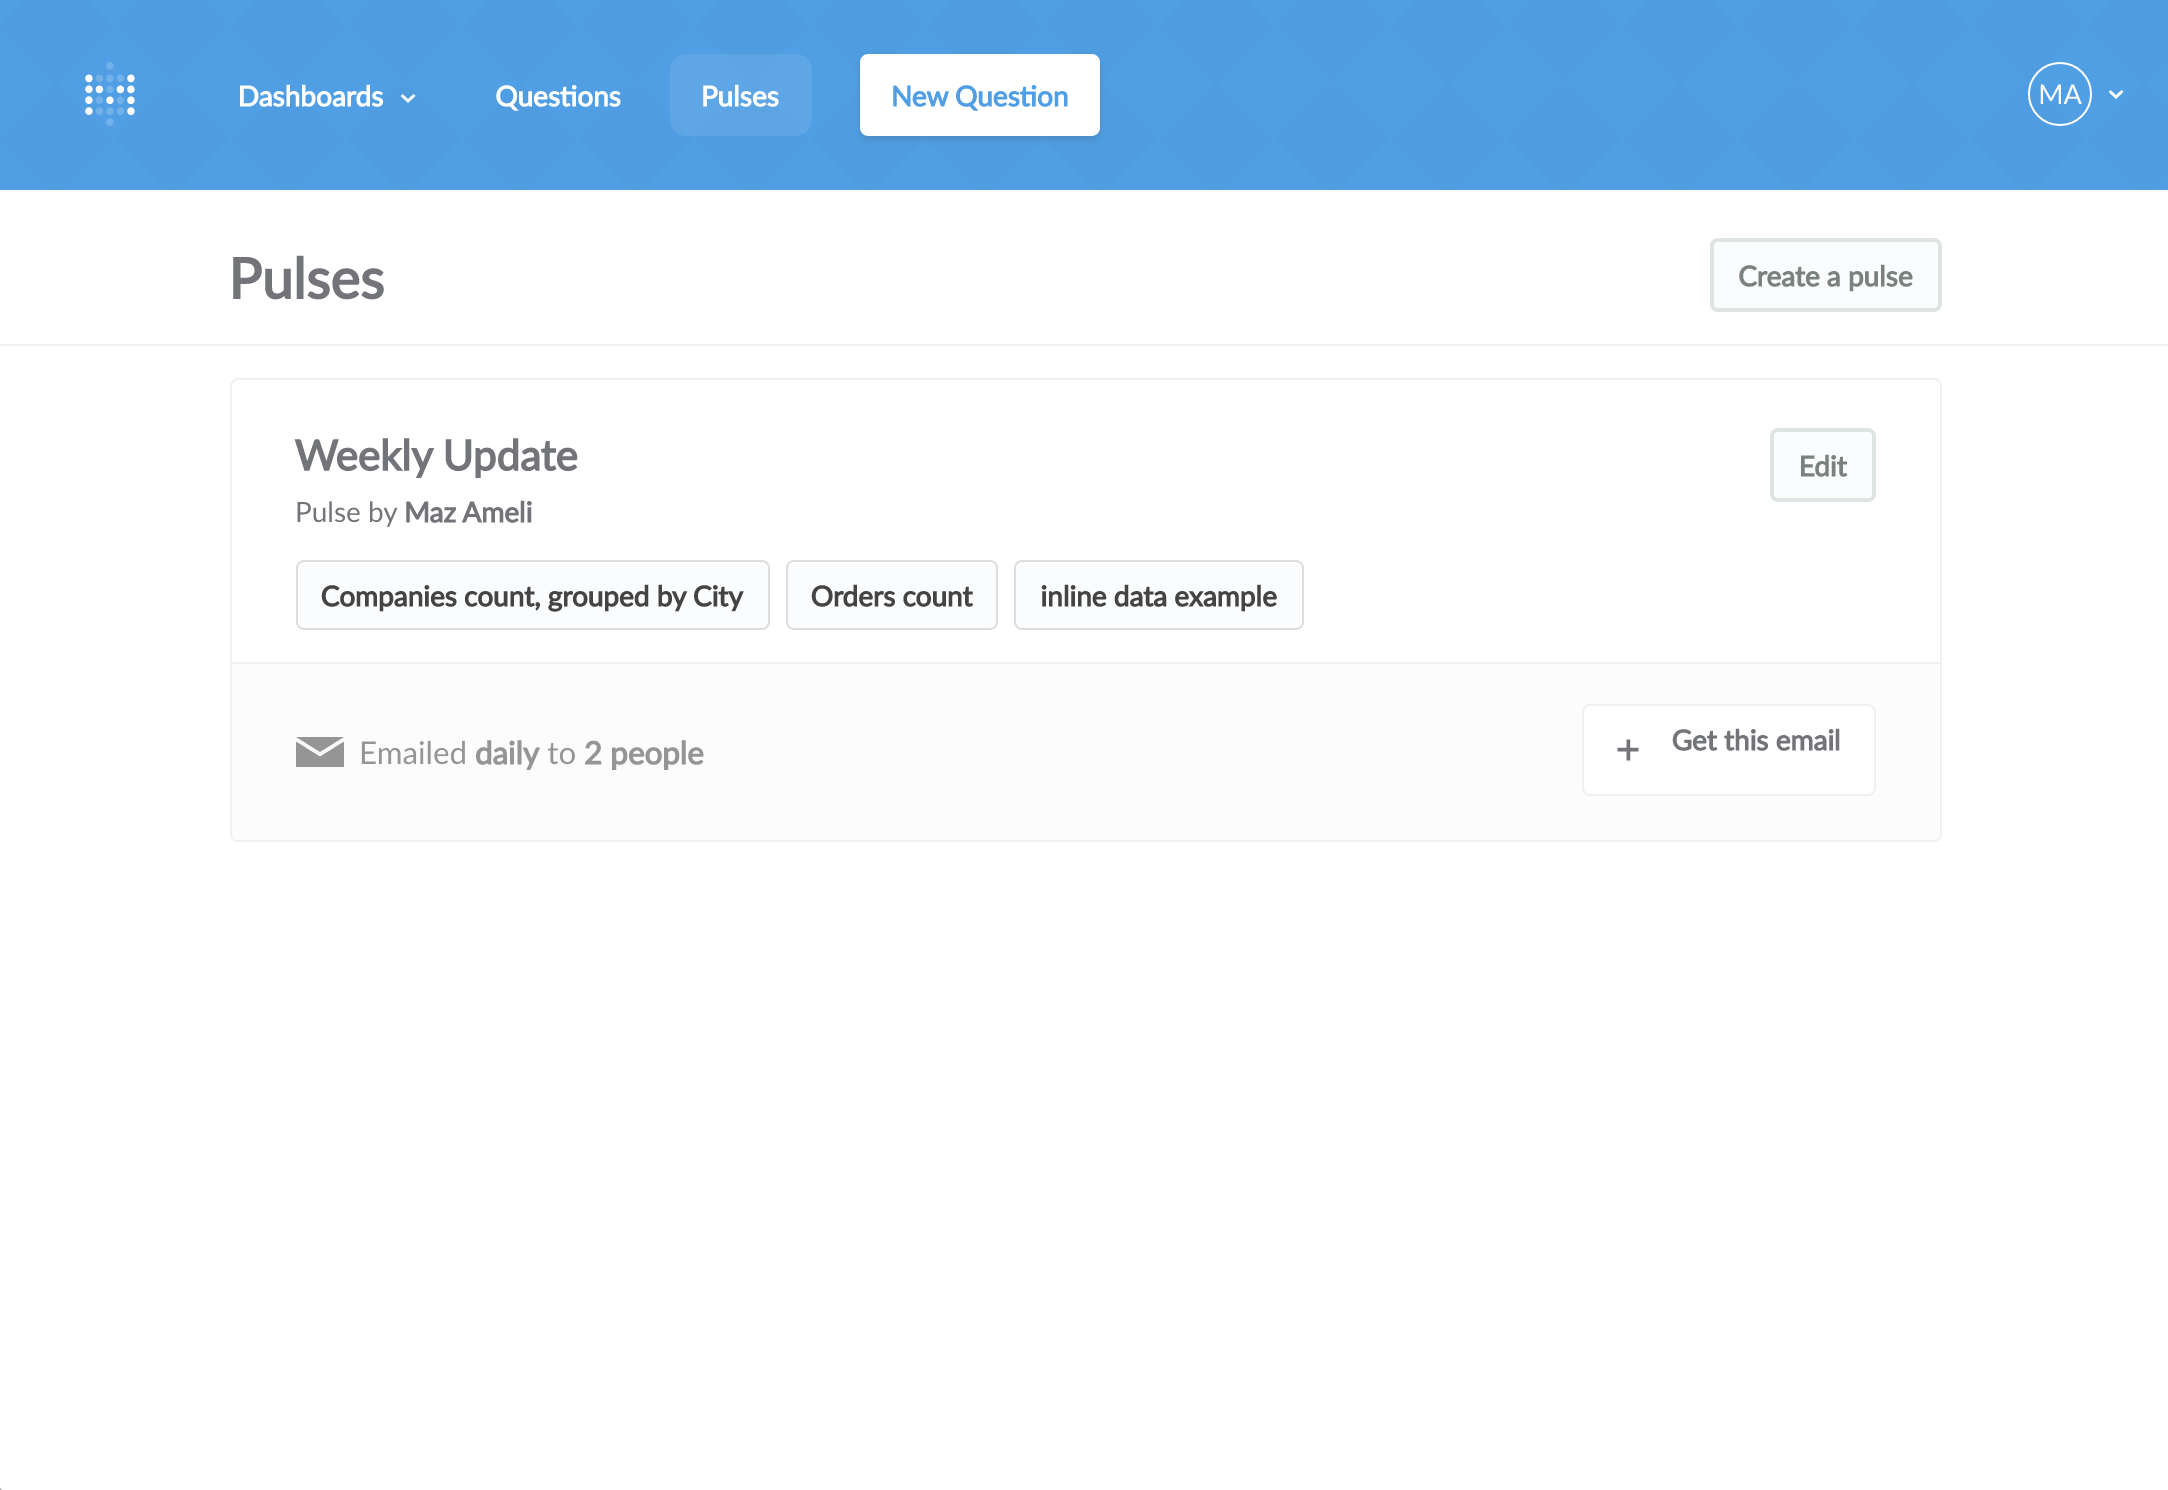 Dashboards Questions Pulses New Question MA
Pulses Create a pulse
Weekly Update Edit
Pulse by Maz Ameli
Companies count, grouped by City Orders count inline data example
Emailed daily to 2 people + Get this email